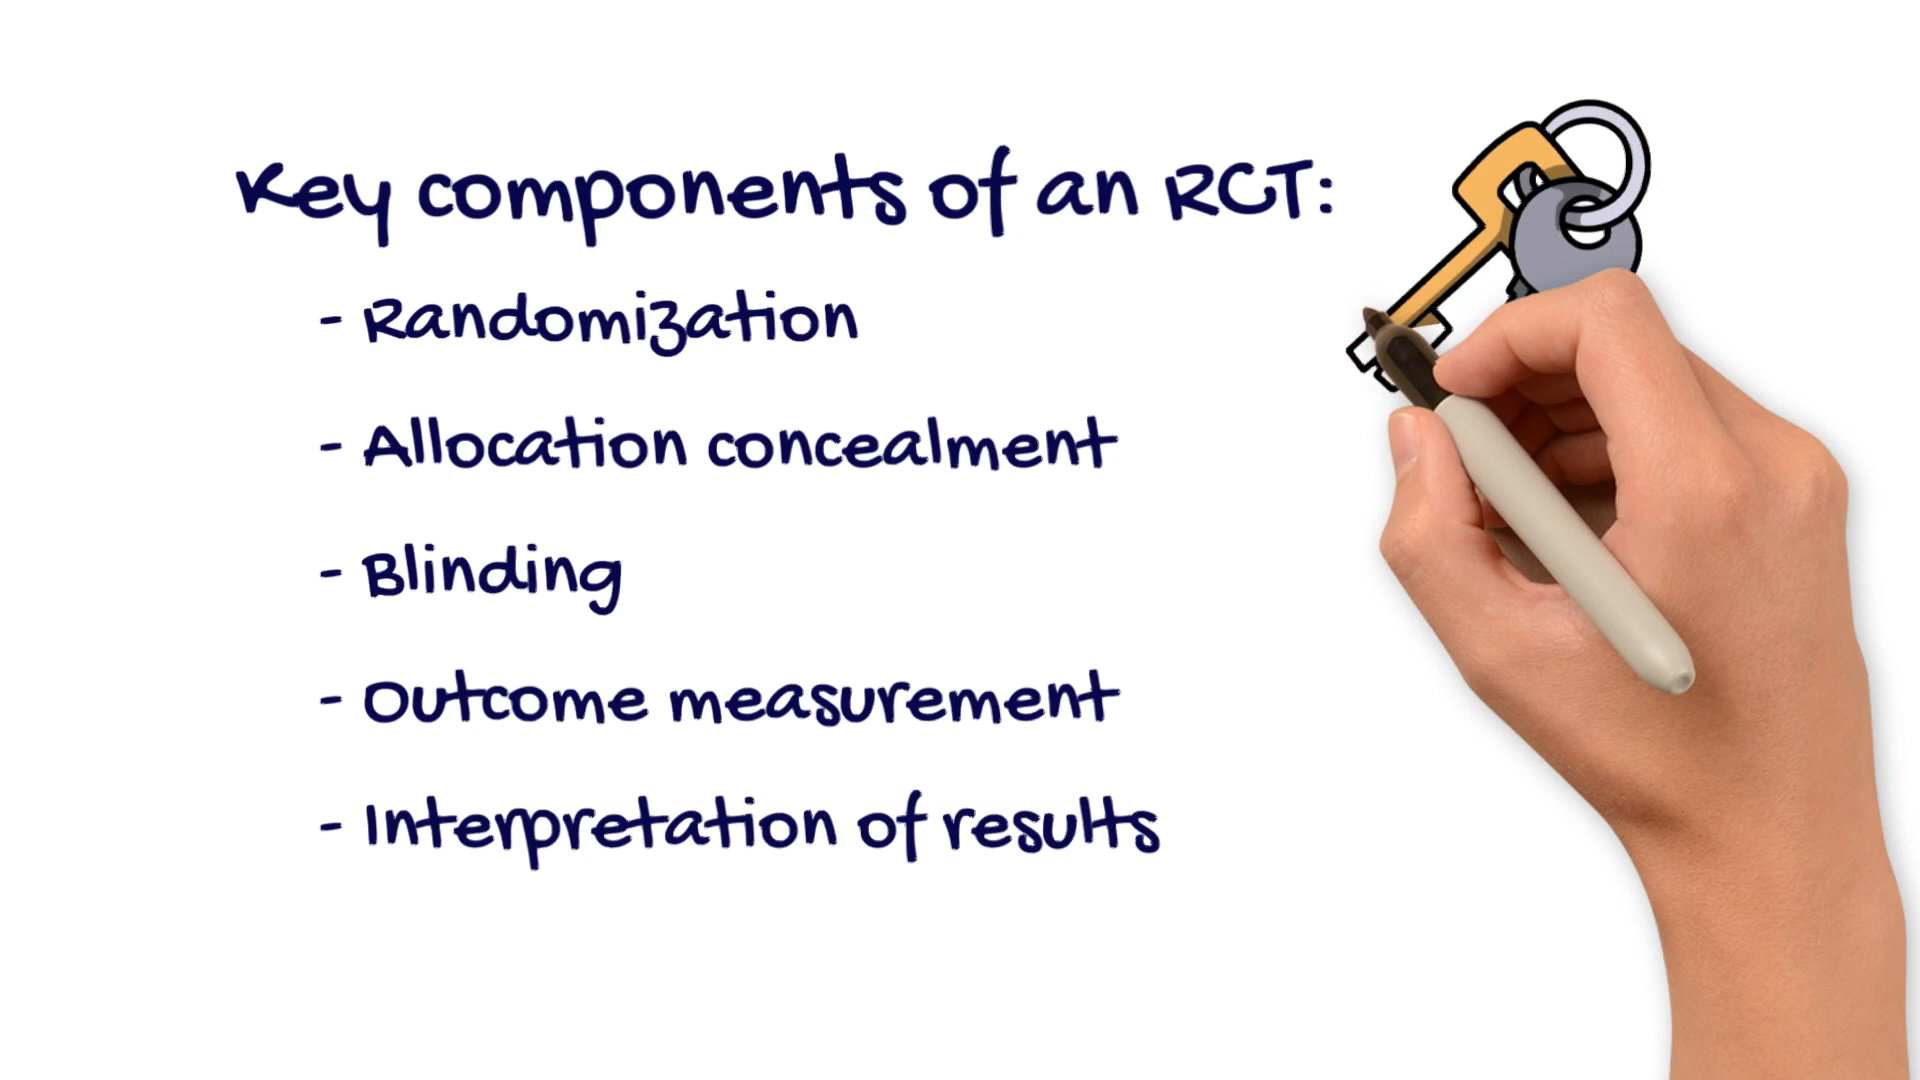 Key components of an RCT:
- Randomization
- Allocation concealment
- Blinding
- Outcome measurement
- Interpretation of results